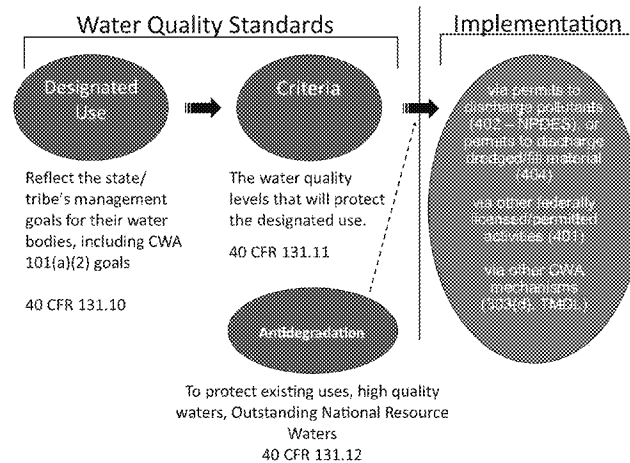 Water Quality Standards
Implementation
Designated
Use
Criteria
via permits to
discharge pollutants
(402 – NPDES), or
permits to discharge
dredged/fill material
(404)
via other federally
licensed/permitted
activities (401)
via other CWA
mechanisms
(303(d), TMDL)
Reflect the state/
tribe's management
goals for their water
bodies, including CWA
101(a)(2) goals
40 CFR 131.10
The water quality
levels that will protect
the designated use.
40 CFR 131.11
Antidegradation
To protect existing uses, high quality
waters, Outstanding National Resource
Waters
40 CFR 131.12